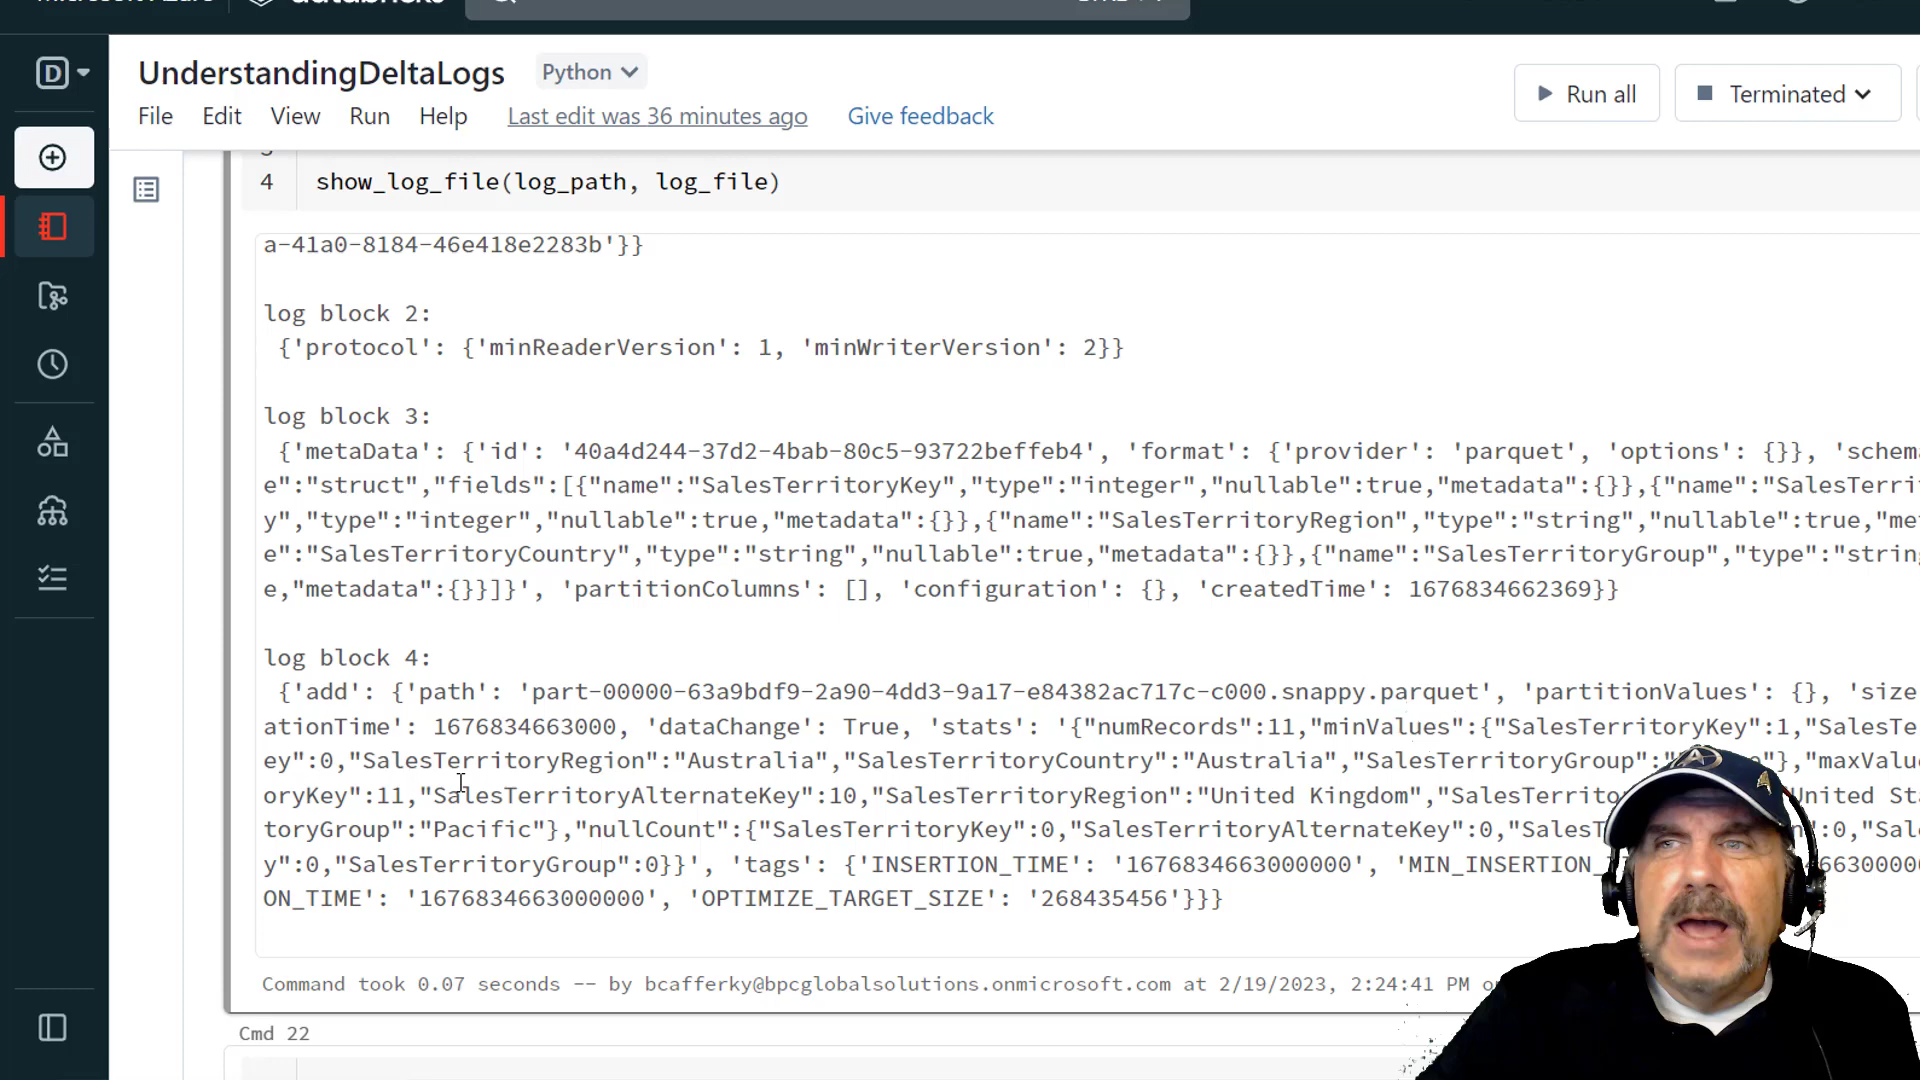 UnderstandingDeltaLogs
Python
File Edit View Run Help Last edit was 36 minutes ago Give feedback
Run all
Terminated
4 show_log_file(log_path, log_file)
a-41a0-8184-46e418e2283b'}}
log block 2:
{'protocol': {'minReaderVersion': 1, 'minWriterVersion': 2}}
log block 3:
{'metaData': {'id': '40a4d244-37d2-4bab-80c5-93722beffeb4', 'format': {'provider': 'parquet', 'options': {}}, 'schem
e":"struct","fields":[{"name":"SalesTerritoryKey","type":"integer","nullable":true,"metadata":{}},{"name":"SalesTerri
y","type":"integer","nullable":true,"metadata":{}},{"name":"SalesTerritoryRegion","type":"string","nullable":true,"me
e":"SalesTerritoryCountry","type":"string","nullable":true,"metadata":{}},{"name":"SalesTerritoryGroup","type":"strin
e,"metadata":{}}]}', 'partitionColumns': [], 'configuration': {}, 'createdTime': 1676834662369}}
log block 4:
{'add': {'path': 'part-00000-63a9bdf9-2a90-4dd3-9a17-e84382ac717c-c000.snappy.parquet', 'partitionValues': {}, 'size
ationTime': 1676834663000, 'dataChange': True, 'stats': '{"numRecords":11,"minValues":{"SalesTerritoryKey":1,"SalesTe
ey":0,"SalesTerritoryRegion":"Australia","SalesTerritoryCountry":"Australia","SalesTerritoryGroup":" "},"maxValu
oryKey":11,"SalesTerritoryAlternateKey":10,"SalesTerritoryRegion":"United Kingdom","SalesTerrito United St
toryGroup":"Pacific"},"nullCount":{"SalesTerritoryKey":0,"SalesTerritoryAlternateKey":0,"SalesT :0,"Sal
y":0,"SalesTerritoryGroup":0}}', 'tags': {'INSERTION_TIME': '1676834663000000', 'MIN_INSERTION_
ON_TIME': '1676834663000000', 'OPTIMIZE_TARGET_SIZE': '268435456'}}}
Command took 0.07 seconds -- by bcafferky@bpcglobalsolutions.onmicrosoft.com at 2/19/2023, 2:24:41 PM
Cmd 22